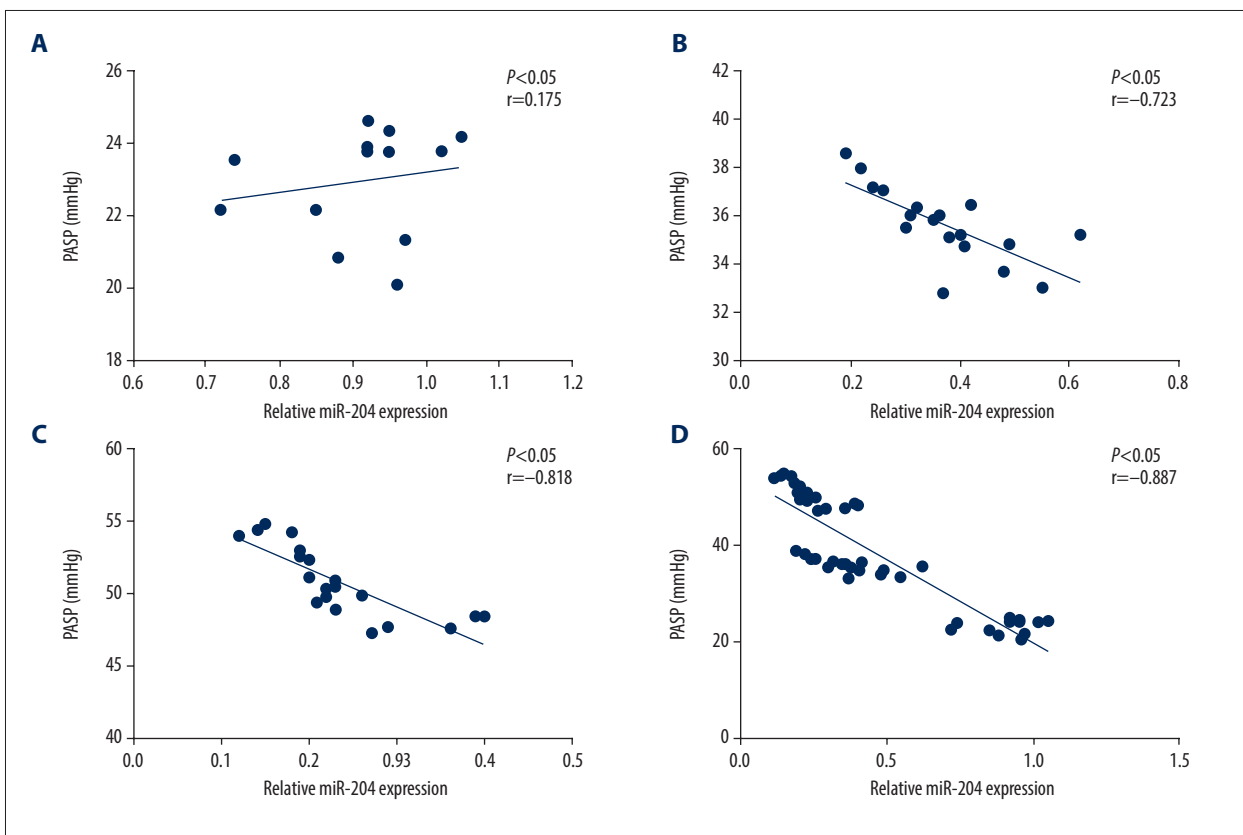 A
P<0.05
r=0.175
26
24
22
20
18
PASP (mmHg)
0.6 0.7 0.8 0.9 1.0 1.1 1.2
Relative miR-204 expression
B
P<0.05
r=−0.723
42
40
38
36
34
32
30
PASP (mmHg)
0.0 0.2 0.4 0.6 0.8
Relative miR-204 expression
C
P<0.05
r=−0.818
60
55
50
45
40
PASP (mmHg)
0.0 0.1 0.2 0.93 0.4 0.5
Relative miR-204 expression
D
P<0.05
r=−0.887
60
40
20
0
PASP (mmHg)
0.0 0.5 1.0 1.5
Relative miR-204 expression